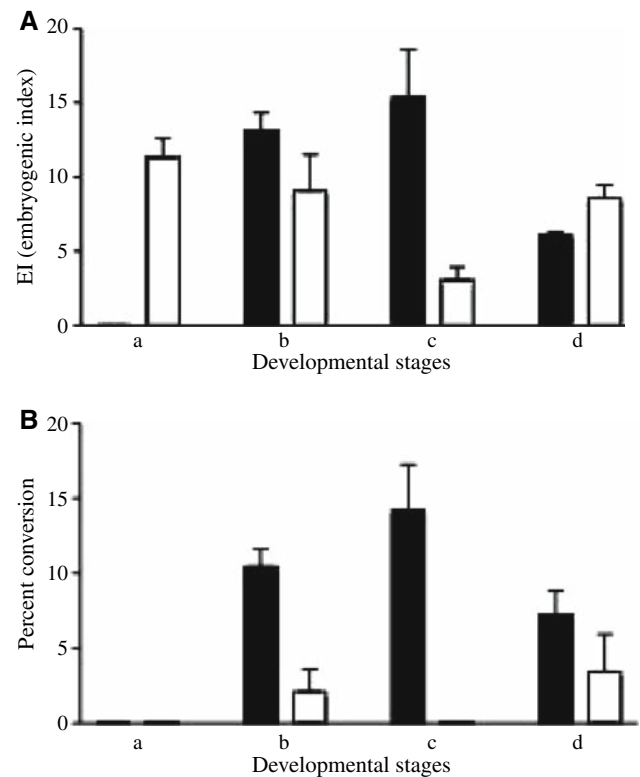 A
20
15
10
5
0
EI (embryogenic index)
a b c d
Developmental stages
B
20
15
10
5
0
Percent conversion
a b c d
Developmental stages